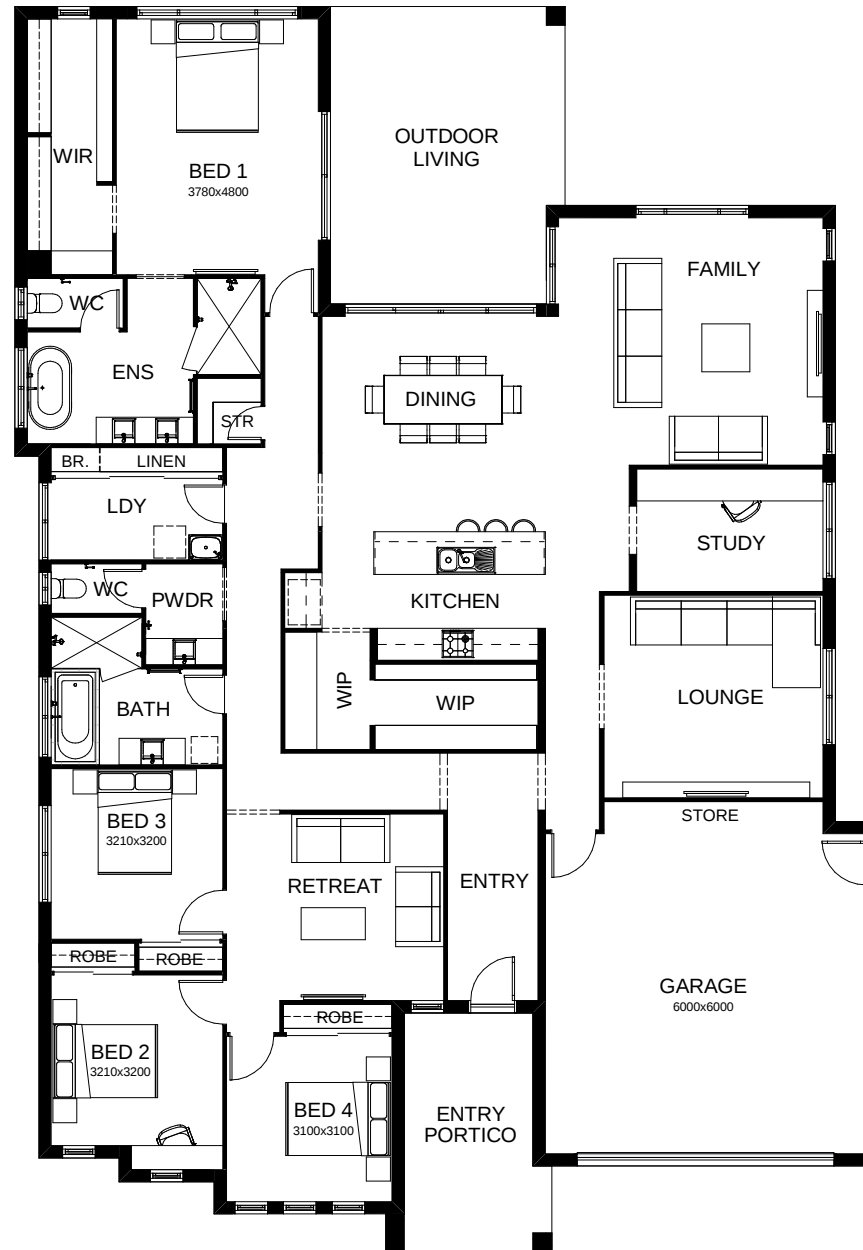 OUTDOOR
LIVING
WIR
BED 1
3780x4800
FAMILY
WC
ENS
DINING
STR
BR.
LINEN
LDY
STUDY
WC
PWDR
KITCHEN
WIP
WIP
LOUNGE
BATH
BED 3
3210x3200
STORE
RETREAT
ENTRY
ROBE
ROBE
GARAGE
6000x6000
ROBE
BED 2
3210x3200
BED 4
3100x3100
ENTRY
PORTICO